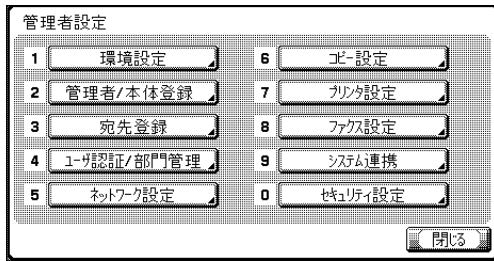 管理者設定
1 環境設定
2 管理者/本体登録
3 宛先登録
4 ユーザ認証/部門管理
5 ネットワーク設定
6 コピー設定
7 プリンタ設定
8 ファクス設定
9 システム連携
0 セキュリティ設定
閉じる